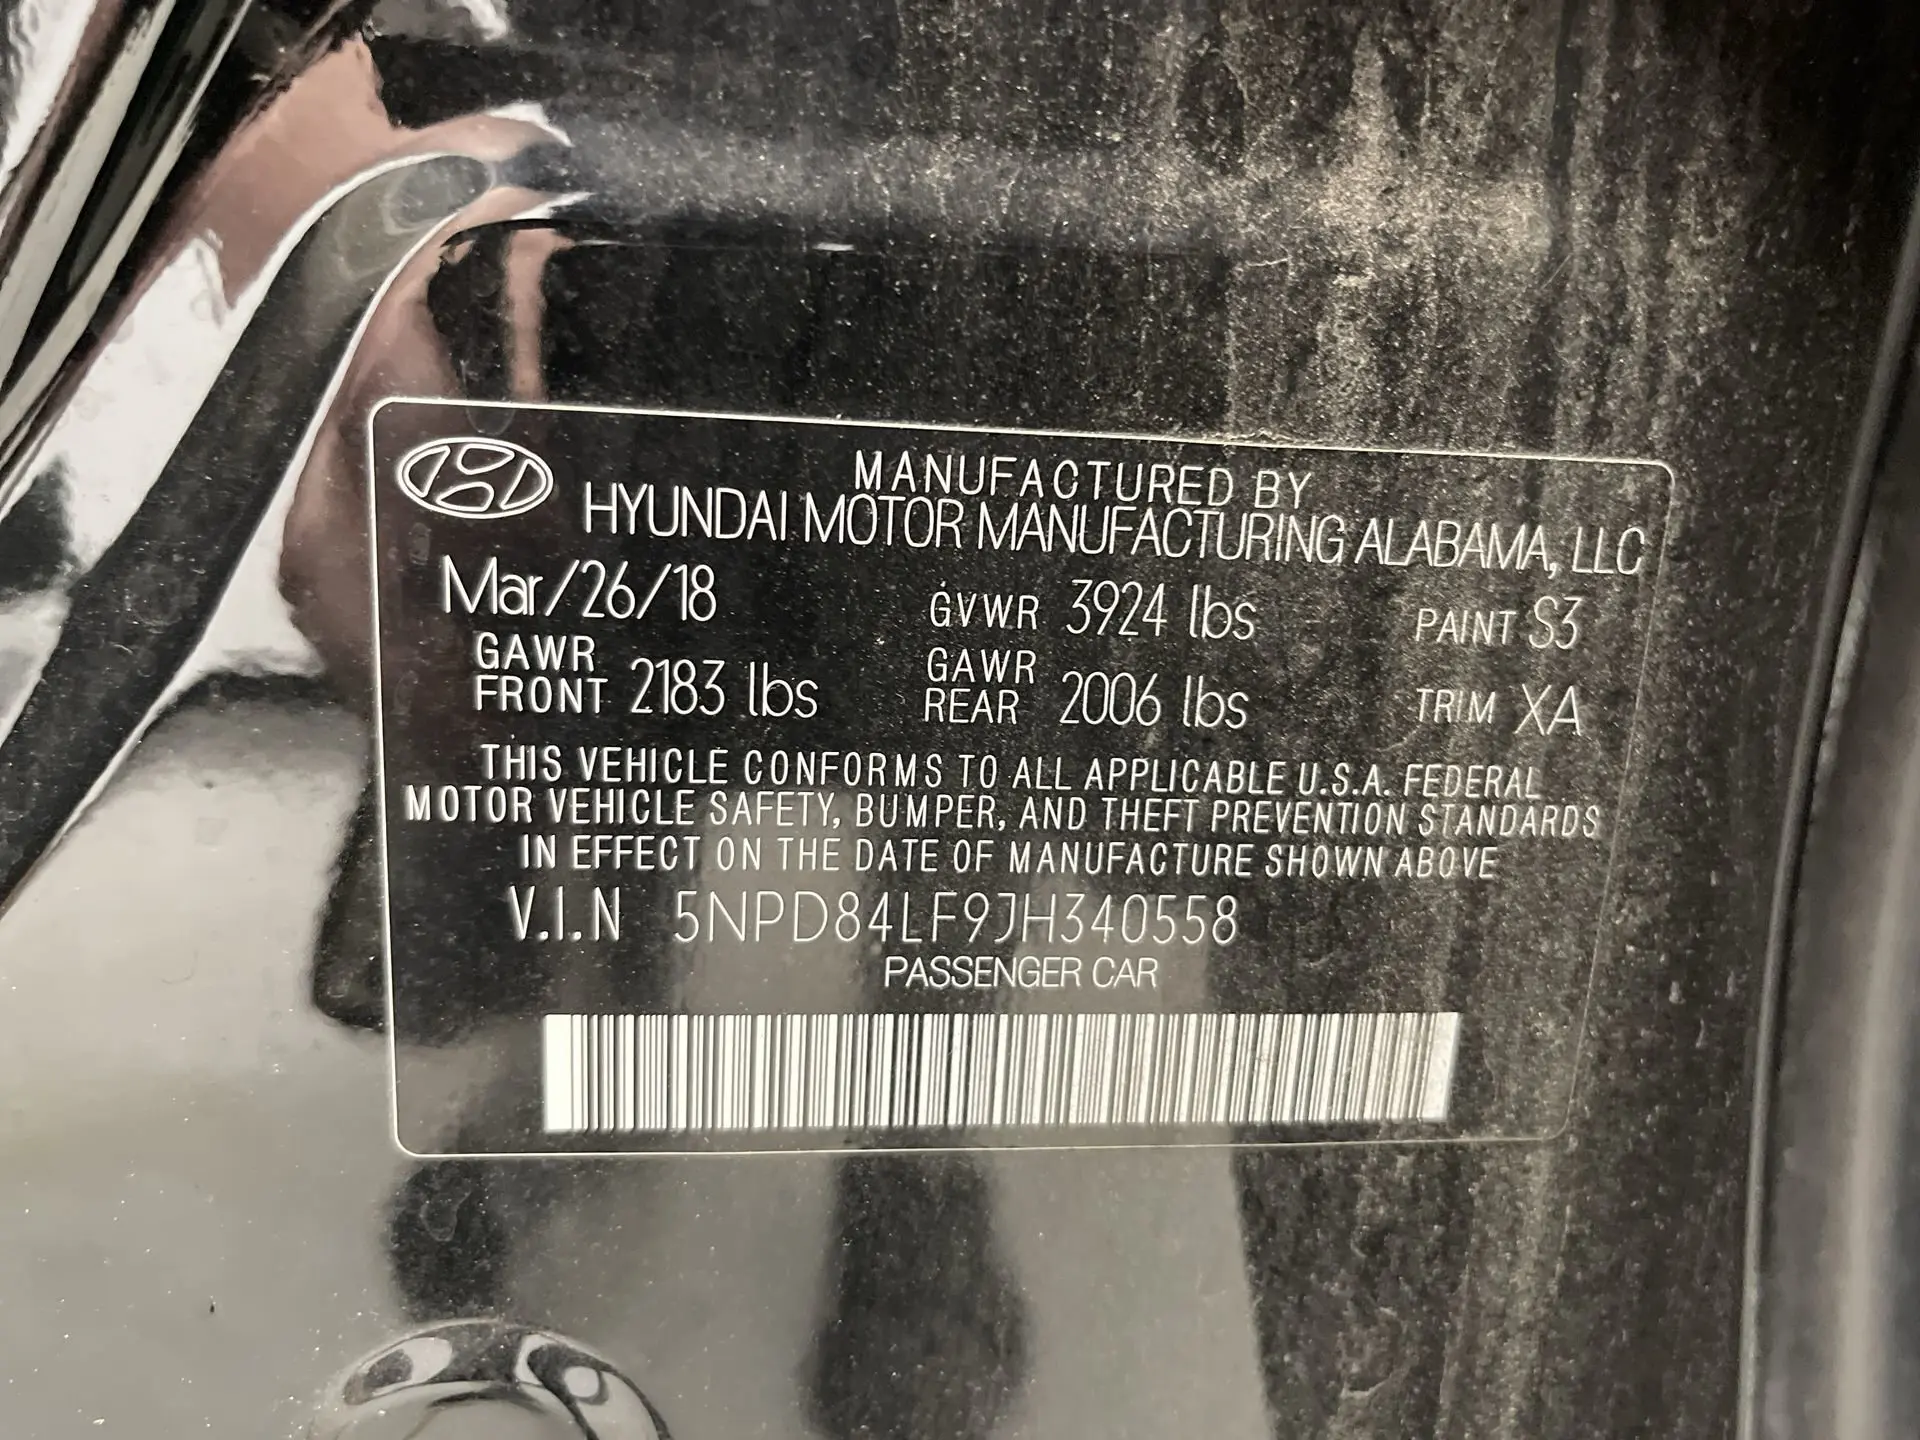 MANUFACTURED BY
HYUNDAI MOTOR MANUFACTURING ALABAMA, LLC
Mar/26/18 GVWR 3924 lbs PAINT S3
GAWR FRONT 2183 lbs GAWR REAR 2006 lbs TRIM XA
THIS VEHICLE CONFORMS TO ALL APPLICABLE U.S.A. FEDERAL
MOTOR VEHICLE SAFETY, BUMPER, AND THEFT PREVENTION STANDARDS
IN EFFECT ON THE DATE OF MANUFACTURE SHOWN ABOVE
V.I.N 5NPD84LF9JH340558
PASSENGER CAR